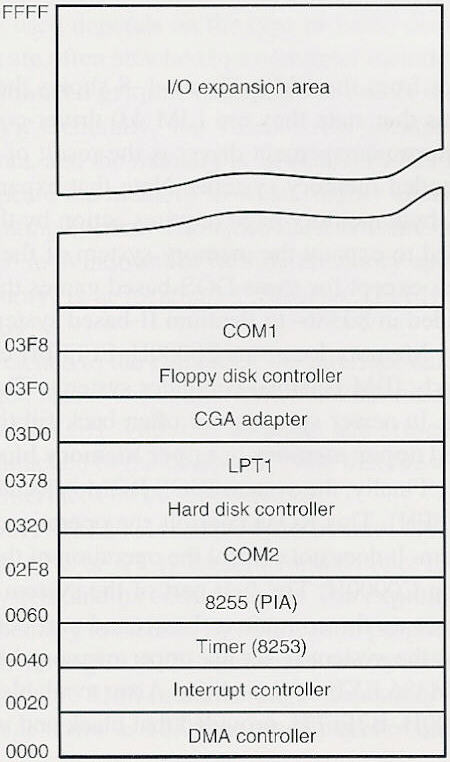 FFFF
I/O expansion area
COM1
03F8
Floppy disk controller
03F0
CGA adapter
03D0
LPT1
0378
Hard disk controller
0320
COM2
02F8
8255 (PIA)
0060
Timer (8253)
0040
Interrupt controller
0020
DMA controller
0000